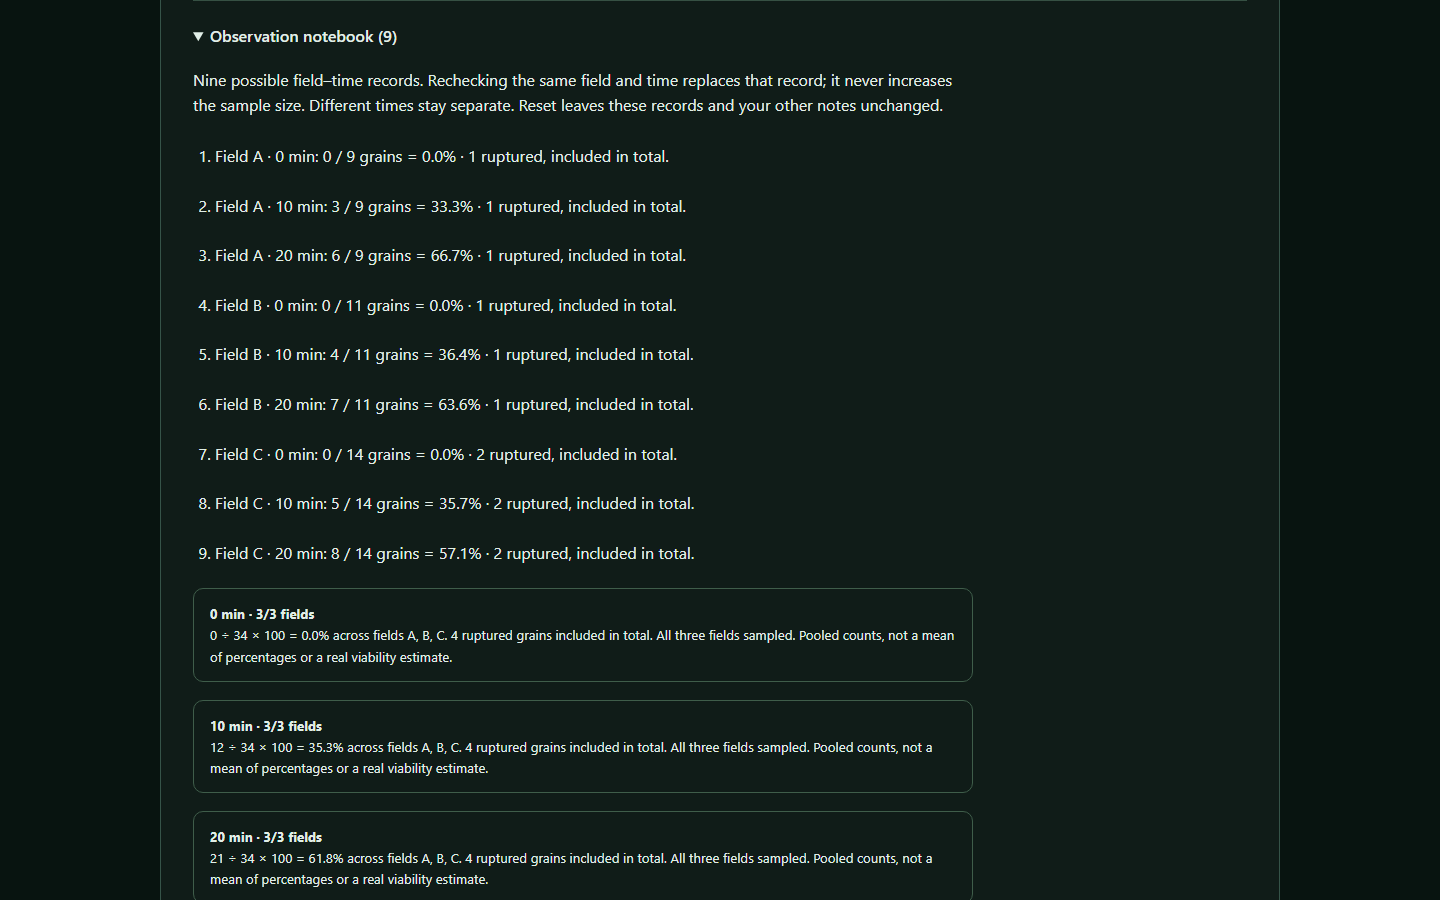 ▼ Observation notebook (9)
Nine possible field–time records. Rechecking the same field and time replaces that record; it never increases
the sample size. Different times stay separate. Reset leaves these records and your other notes unchanged.
1. Field A · 0 min: 0 / 9 grains = 0.0% · 1 ruptured, included in total.
2. Field A · 10 min: 3 / 9 grains = 33.3% · 1 ruptured, included in total.
3. Field A · 20 min: 6 / 9 grains = 66.7% · 1 ruptured, included in total.
4. Field B · 0 min: 0 / 11 grains = 0.0% · 1 ruptured, included in total.
5. Field B · 10 min: 4 / 11 grains = 36.4% · 1 ruptured, included in total.
6. Field B · 20 min: 7 / 11 grains = 63.6% · 1 ruptured, included in total.
7. Field C · 0 min: 0 / 14 grains = 0.0% · 2 ruptured, included in total.
8. Field C · 10 min: 5 / 14 grains = 35.7% · 2 ruptured, included in total.
9. Field C · 20 min: 8 / 14 grains = 57.1% · 2 ruptured, included in total.
0 min · 3/3 fields
0 ÷ 34 × 100 = 0.0% across fields A, B, C. 4 ruptured grains included in total. All three fields sampled. Pooled counts, not a mean
of percentages or a real viability estimate.
10 min · 3/3 fields
12 ÷ 34 × 100 = 35.3% across fields A, B, C. 4 ruptured grains included in total. All three fields sampled. Pooled counts, not a
mean of percentages or a real viability estimate.
20 min · 3/3 fields
21 ÷ 34 × 100 = 61.8% across fields A, B, C. 4 ruptured grains included in total. All three fields sampled. Pooled counts, not a
mean of percentages or a real viability estimate.